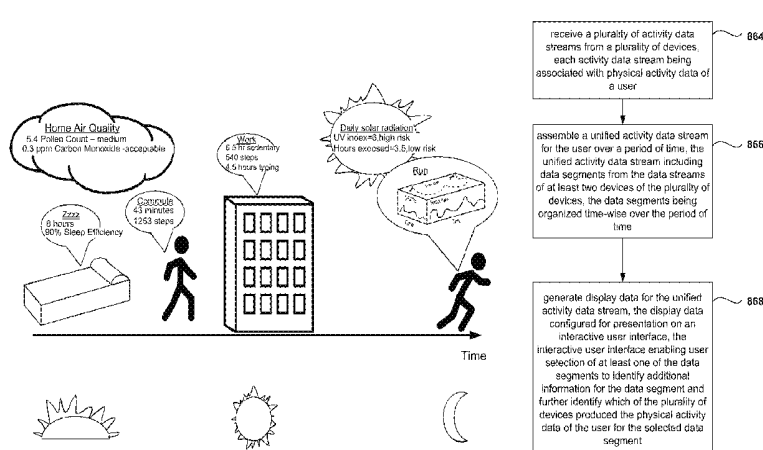 Home Air Quality
5.4 Pollen Count – medium
0.3 ppm Carbon Monoxide -acceptable
Zzzz
8 hours
90% Sleep Efficiency
Commute
43 minutes
1253 steps
Work
6.5 hr sedentary
540 steps
4.5 hours typing
Daily solar radiation
UV index=8,high risk
Hours exposed=3.5,low risk
Run
Time
receive a plurality of activity data
streams from a plurality of devices,
each activity data stream being
associated with physical activity data of
a user
864
assemble a unified activity data stream
for the user over a period of time, the
unified activity data stream including
data segments from the data streams
of at least two devices of the plurality of
devices, the data segments being
organized time-wise over the period of
time
866
generate display data for the unified
activity data stream, the display data
configured for presentation on an
interactive user interface, the
interactive user interface enabling user
selection of at least one of the data
segments to identify additional
information for the data segment and
further identify which of the plurality of
devices produced the physical activity
data of the user for the selected data
segment
868